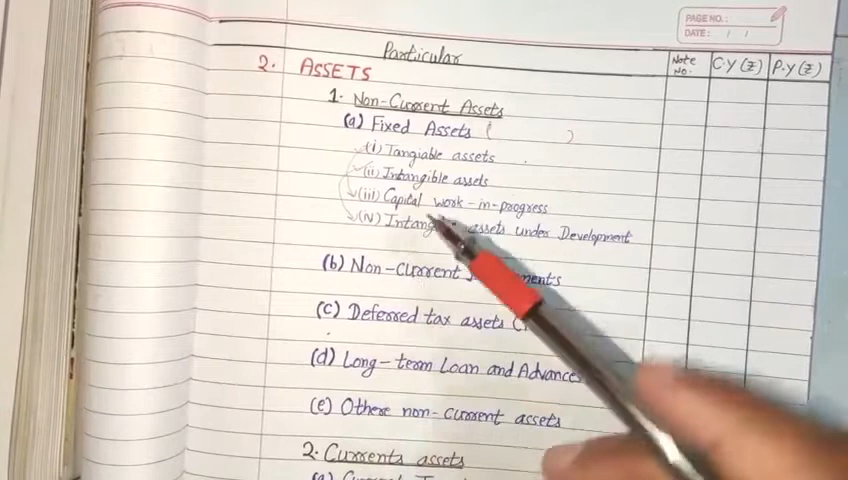 PAGE NO.:
DATE: / /
Particular
Note No.
C.Y (₹)
P.Y (₹)
2. ASSETS
1. Non-Current Assets
(a) Fixed Assets ( )
(i) Tangiable assets
(ii) Intangible assets
(iii) Capital work-in-progress
(iv) assets under Development
(b) Non-Current
(c) Deferred tax assets
(d) Long-term Loan and Advances
(e) Othere non-current assets
2. Currents assets
(a)